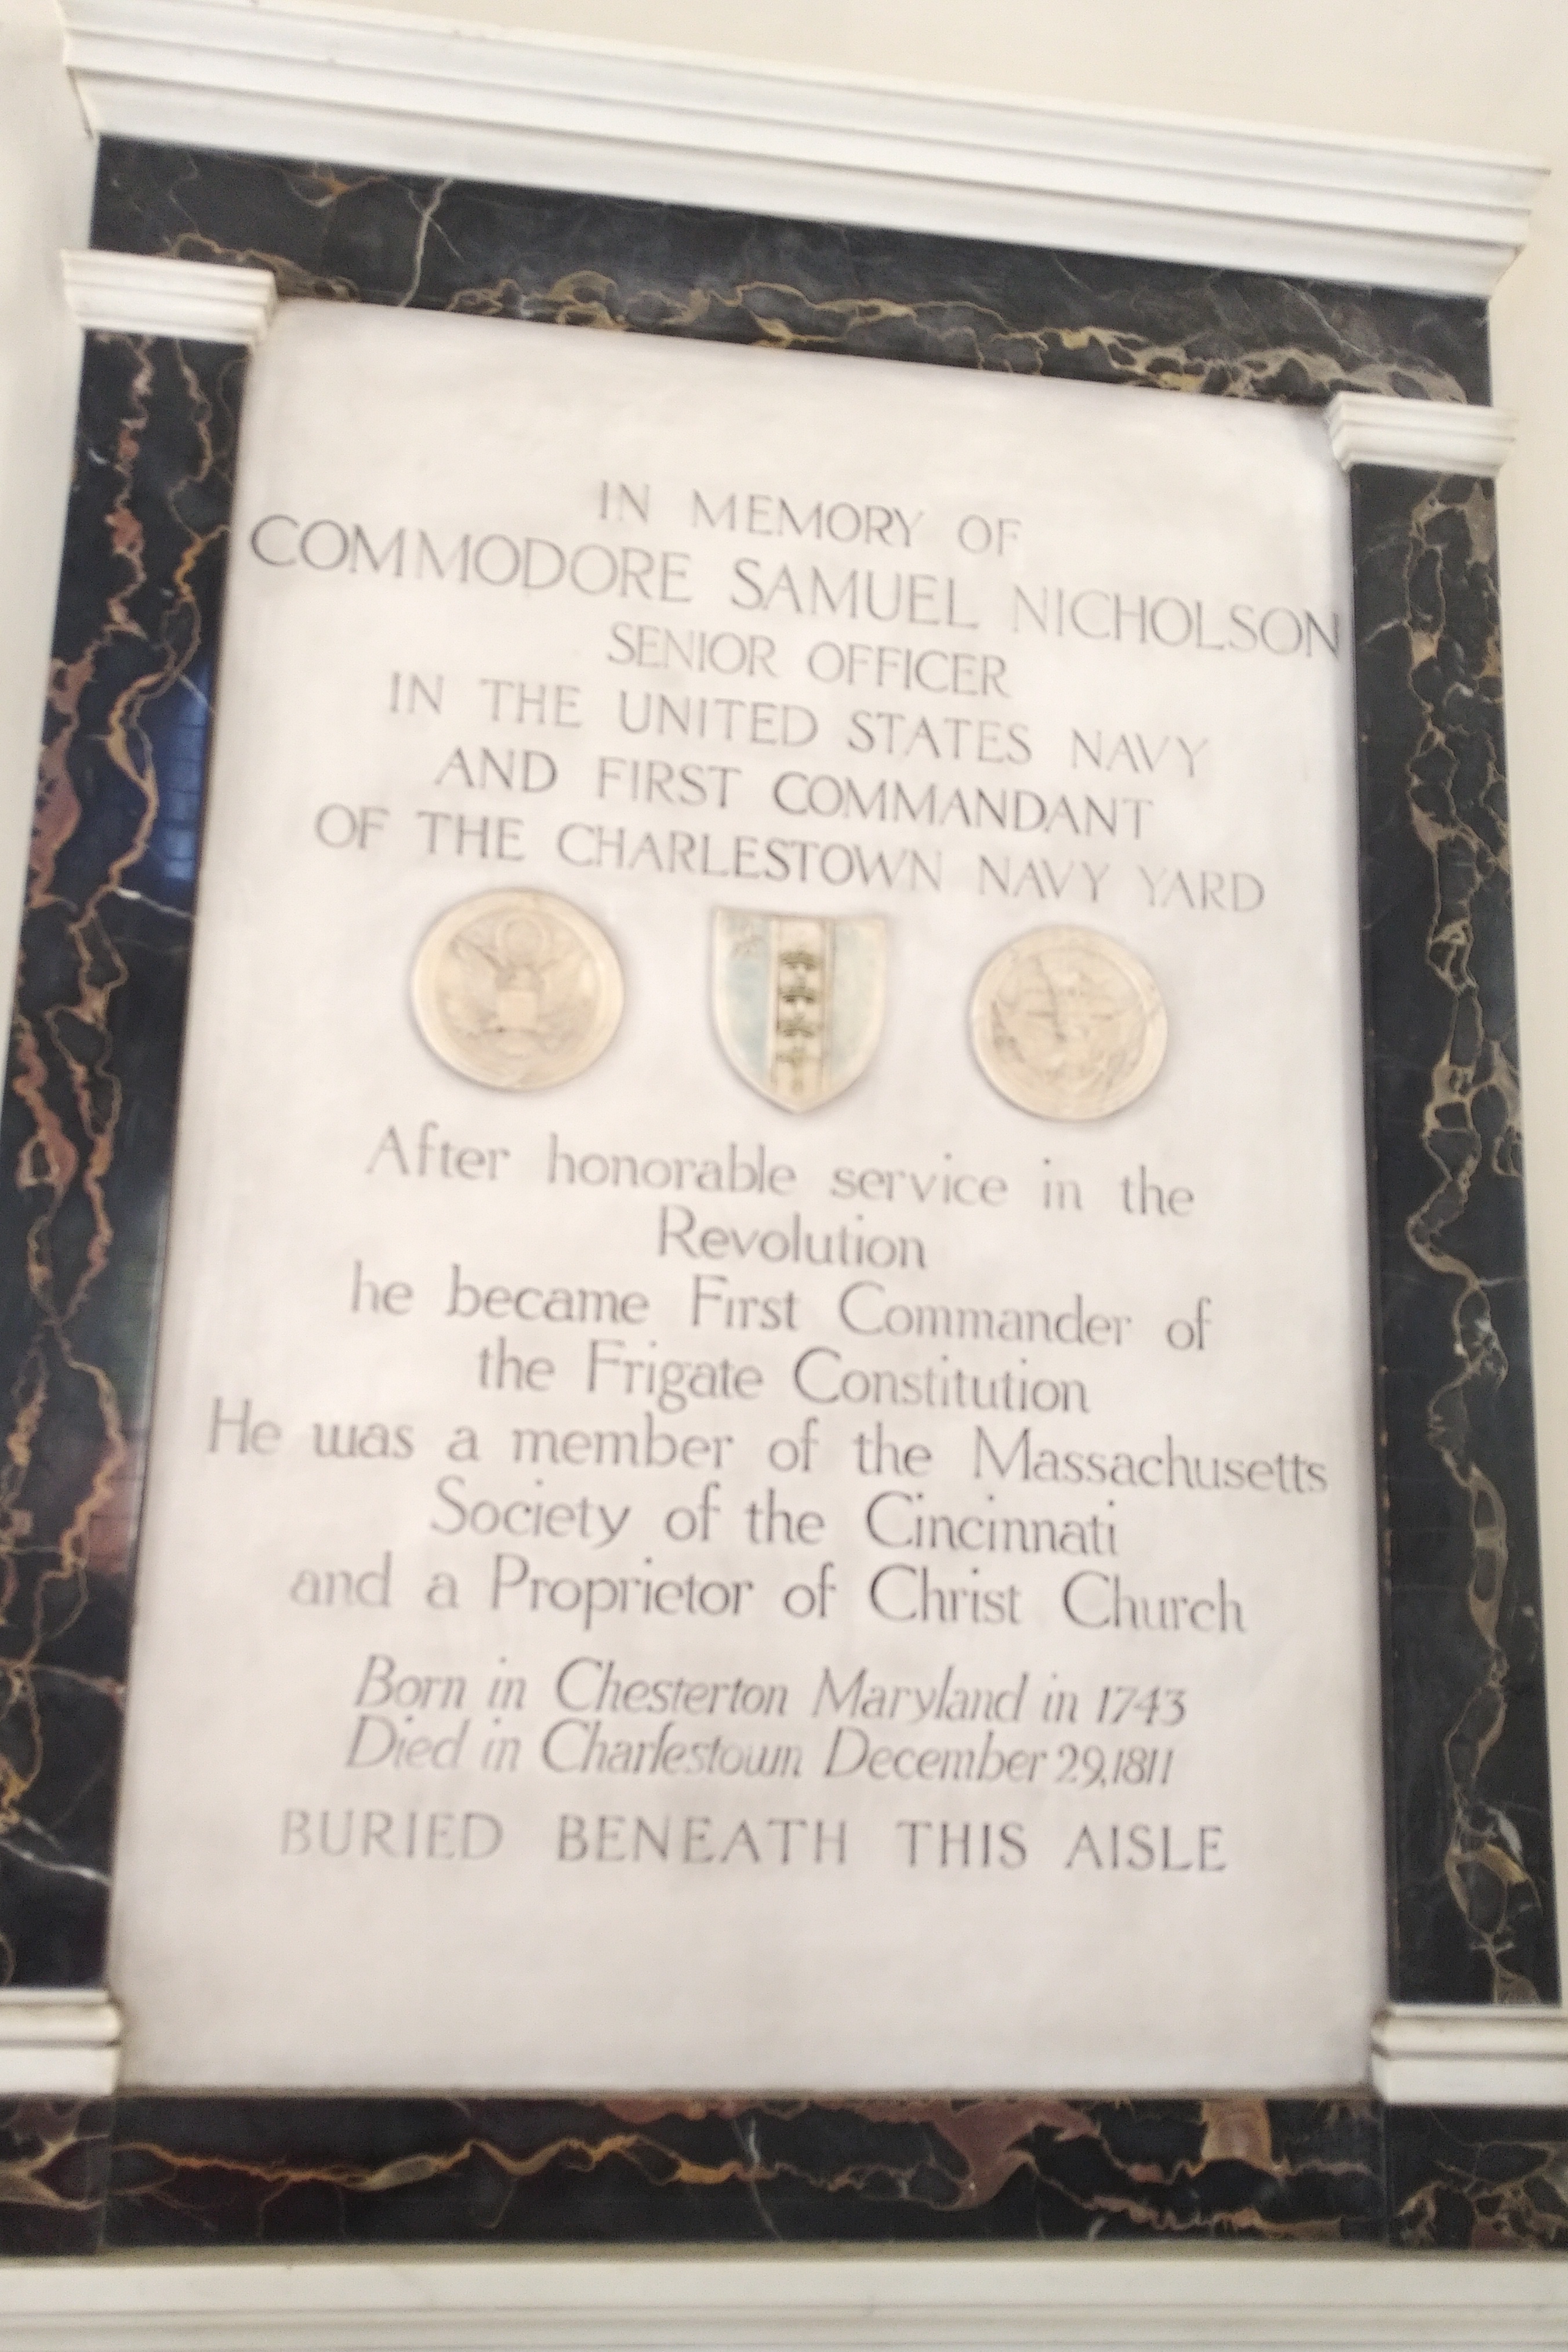 IN MEMORY OF
COMMODORE SAMUEL NICHOLSON
SENIOR OFFICER
IN THE UNITED STATES NAVY
AND FIRST COMMANDANT
OF THE CHARLESTOWN NAVY YARD
After honorable service in the
Revolution
he became First Commander of
the Frigate Constitution
He was a member of the Massachusetts
Society of the Cincinnati
and a Proprietor of Christ Church
Born in Chesterton Maryland in 1743
Died in Charlestown December 29, 1811
BURIED BENEATH THIS AISLE